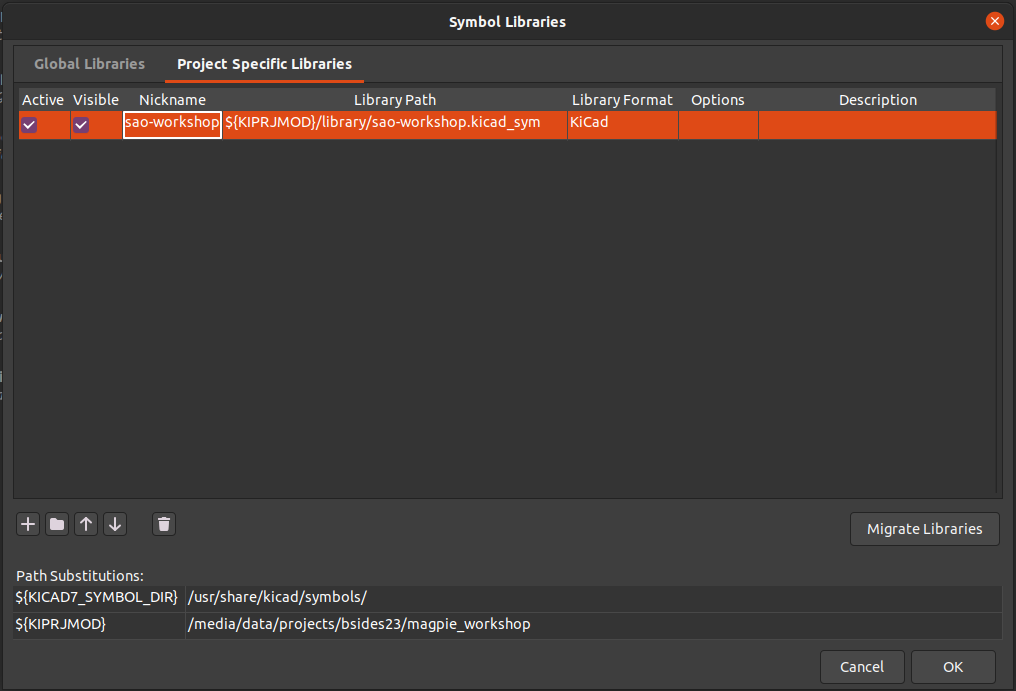 Symbol Libraries
Global Libraries Project Specific Libraries
Active Visible Nickname Library Path Library Format Options Description
sao-workshop ${KIPRJMOD}/library/sao-workshop.kicad_sym KiCad
Migrate Libraries
Path Substitutions:
${KICAD7_SYMBOL_DIR} /usr/share/kicad/symbols/
${KIPRJMOD} /media/data/projects/bsides23/magpie_workshop
Cancel OK